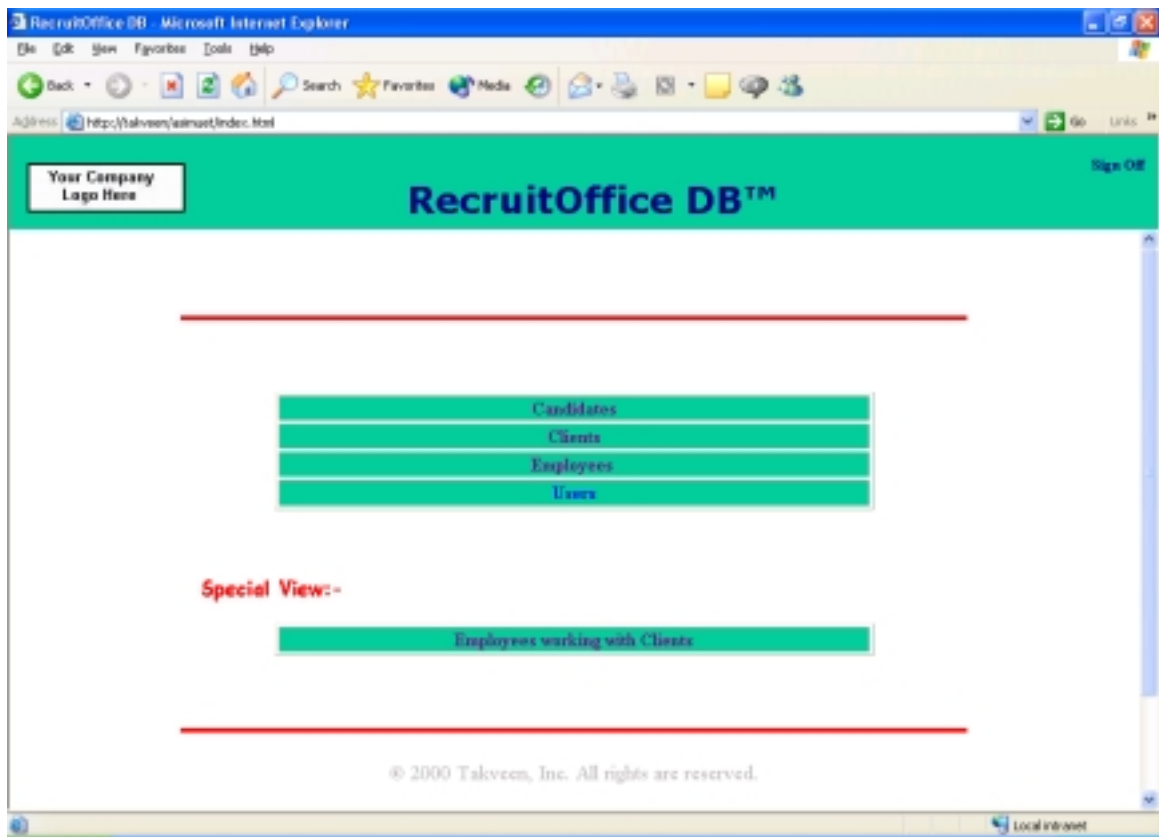 RecruitOffice DB - Microsoft Internet Explorer
File Edit View Favorites Tools Help
Back Search Favorites Media
Address http://takveen/asimuet/index.html Go Links
Your Company
Logo Here
Sign Off
RecruitOffice DB™
Candidates
Clients
Employees
Users
Special View:-
Employees working with Clients
© 2000 Takveen, Inc. All rights are reserved.
Local intranet